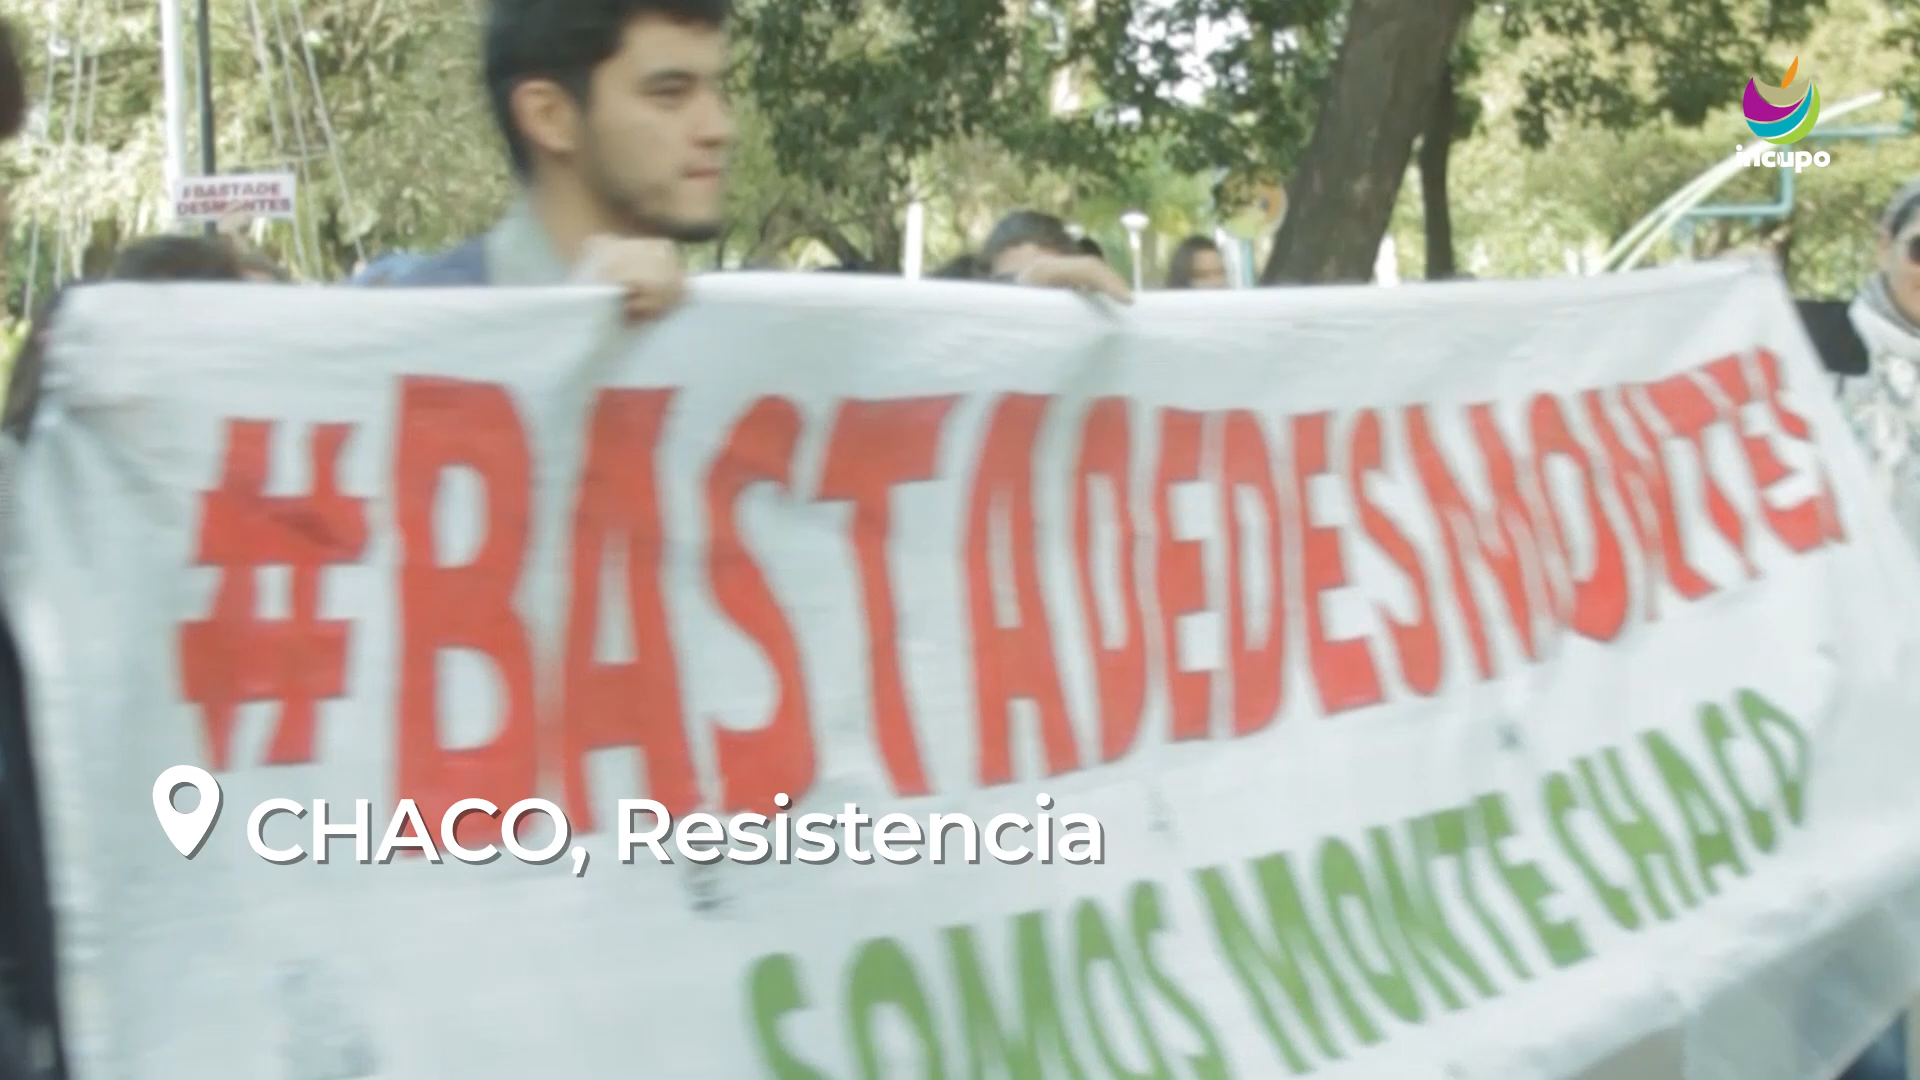 incupo
#BASTADE
DESMONTES
#BASTADEDESMONTES
CHACO, Resistencia
SOMOS MONTE CHACO